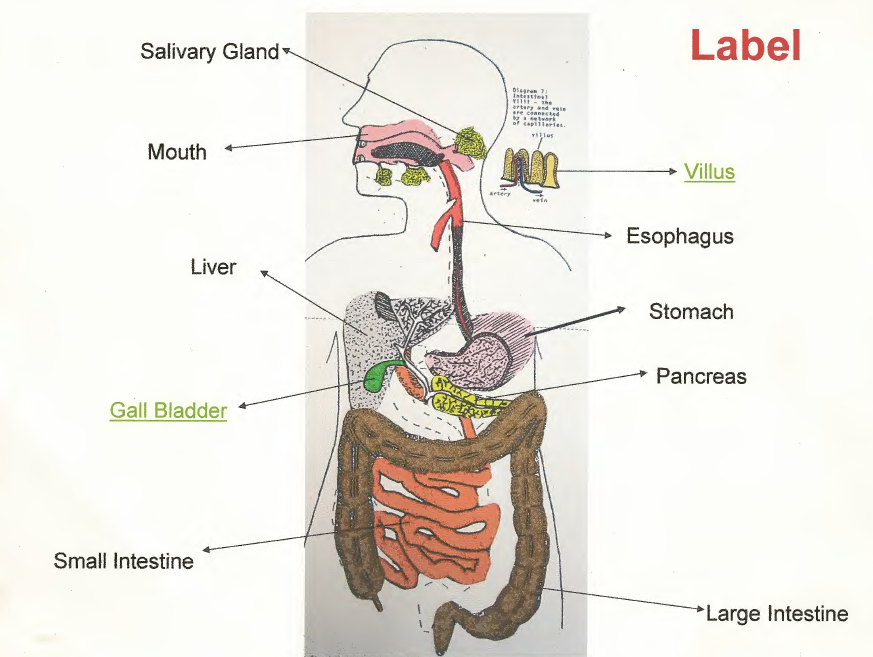 Label
Salivary Gland
Diagram 7:
Intestinal
Villi - the
artery and vein
are connected
by a network
of capillaries.
villus
Mouth
Villus
artery
vein
Esophagus
Liver
Stomach
Pancreas
Gall Bladder
Small Intestine
Large Intestine